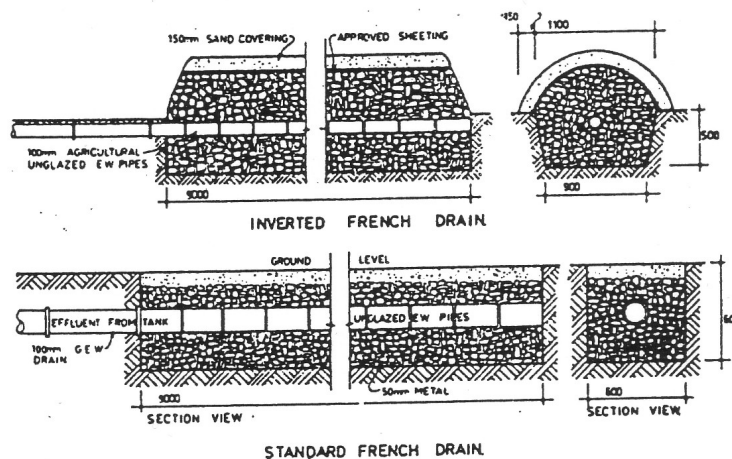 150mm SAND COVERING
APPROVED SHEETING
150
1100
100mm AGRICULTURAL
UNGLAZED EW PIPES
500
9000
900
INVERTED FRENCH DRAIN.
GROUND LEVEL
EFFLUENT FROM TANK
UNGLAZED EW PIPES
100mm G.E.W.
DRAIN
50mm METAL
9000
600
SECTION VIEW
SECTION VIEW.
STANDARD FRENCH DRAIN.